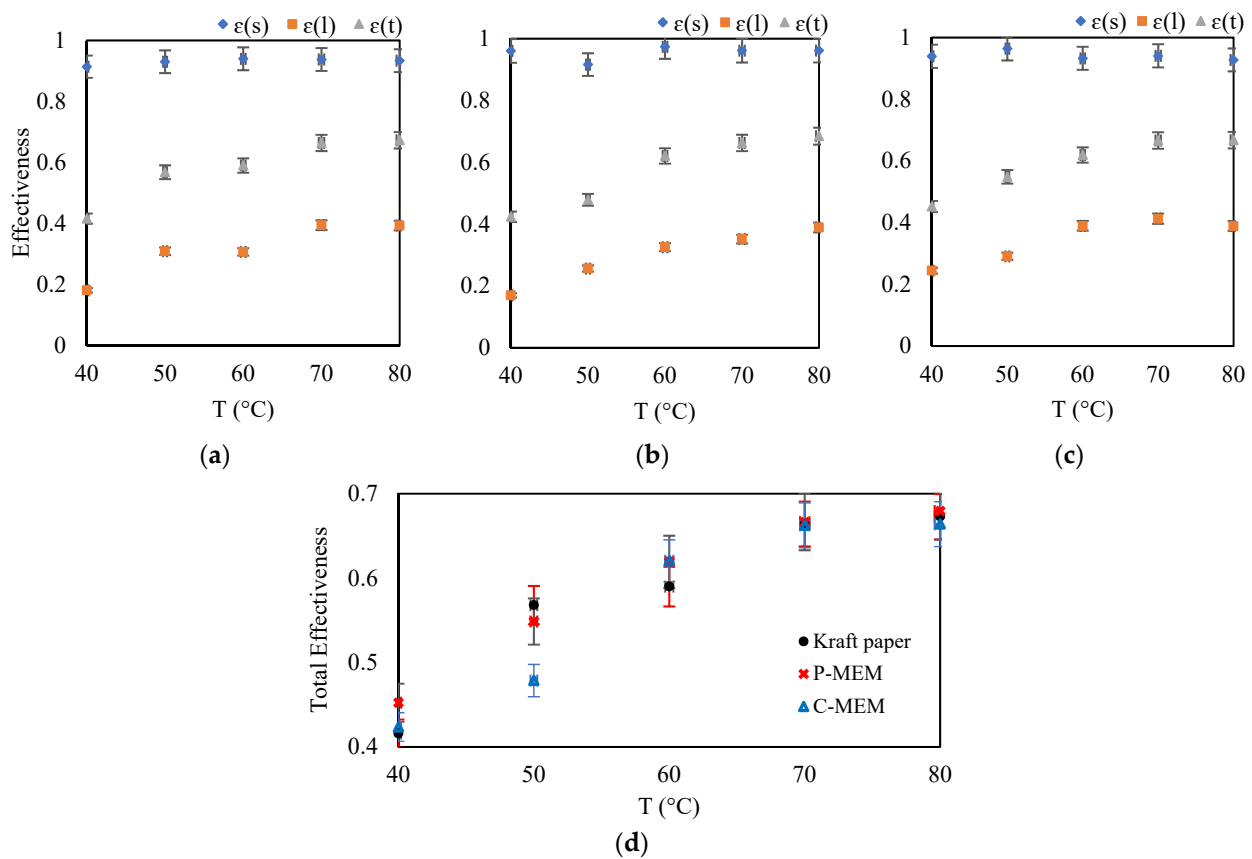 ε(s) ε(l) ε(t)
1
0.8
0.6
0.4
0.2
0
Effectiveness
40 50 60 70 80
T (°C)
(a)
ε(s) ε(l) ε(t)
1
0.8
0.6
0.4
0.2
0
40 50 60 70 80
T (°C)
(b)
ε(s) ε(l) ε(t)
1
0.8
0.6
0.4
0.2
0
40 50 60 70 80
T (°C)
(c)
0.7
0.6
0.5
0.4
Total Effectiveness
Kraft paper
P-MEM
C-MEM
40 50 60 70 80
T (°C)
(d)